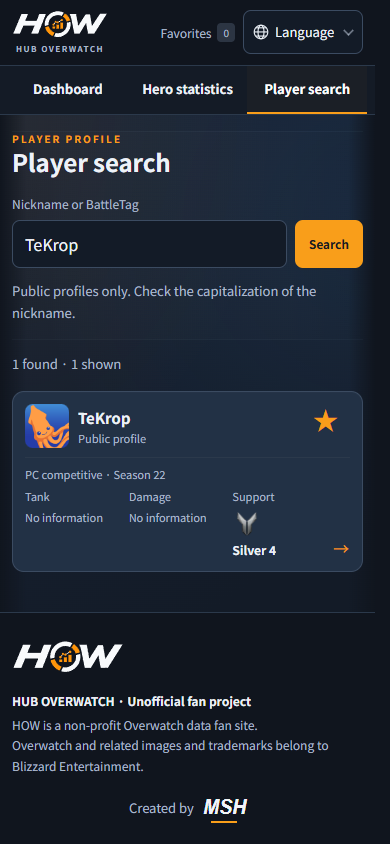 HOW
HUB OVERWATCH
Favorites 0
Language
Dashboard Hero statistics Player search
PLAYER PROFILE
Player search
Nickname or BattleTag
TeKrop
Search
Public profiles only. Check the capitalization of the
nickname.
1 found · 1 shown
TeKrop
Public profile
PC competitive · Season 22
Tank Damage Support
No information No information
Silver 4 →
HOW
HUB OVERWATCH · Unofficial fan project
HOW is a non-profit Overwatch data fan site.
Overwatch and related images and trademarks belong to
Blizzard Entertainment.
Created by MSH